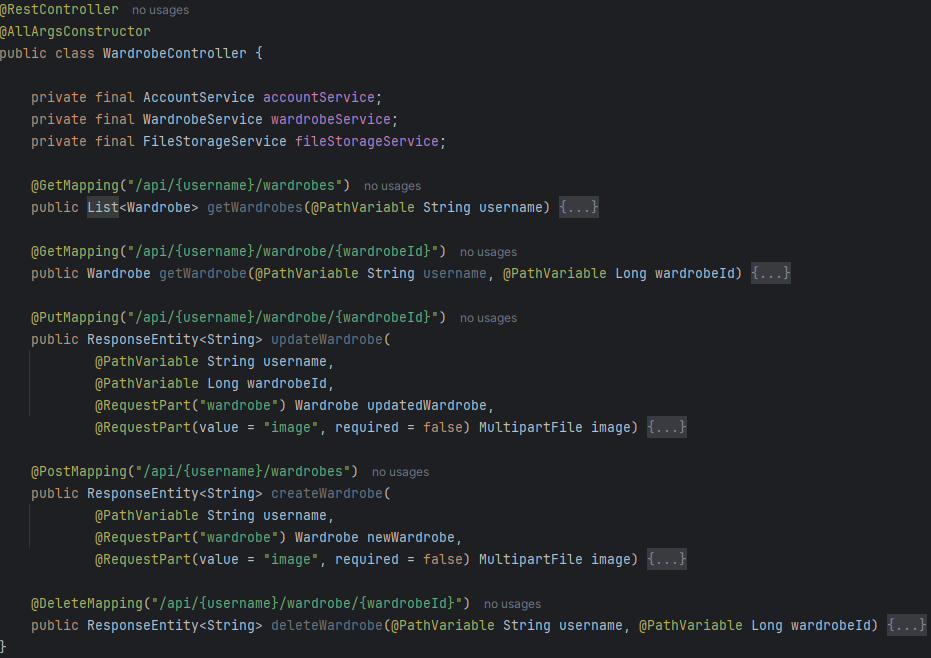 @RestController no usages
@AllArgsConstructor
public class WardrobeController {
private final AccountService accountService;
private final WardrobeService wardrobeService;
private final FileStorageService fileStorageService;
@GetMapping("/api/{username}/wardrobes") no usages
public List<Wardrobe> getWardrobes(@PathVariable String username) {...}
@GetMapping("/api/{username}/wardrobe/{wardrobeId}") no usages
public Wardrobe getWardrobe(@PathVariable String username, @PathVariable Long wardrobeId) {...}
@PutMapping("/api/{username}/wardrobe/{wardrobeId}") no usages
public ResponseEntity<String> updateWardrobe(
@PathVariable String username,
@PathVariable Long wardrobeId,
@RequestPart("wardrobe") Wardrobe updatedWardrobe,
@RequestPart(value = "image", required = false) MultipartFile image) {...}
@PostMapping("/api/{username}/wardrobes") no usages
public ResponseEntity<String> createWardrobe(
@PathVariable String username,
@RequestPart("wardrobe") Wardrobe newWardrobe,
@RequestPart(value = "image", required = false) MultipartFile image) {...}
@DeleteMapping("/api/{username}/wardrobe/{wardrobeId}") no usages
public ResponseEntity<String> deleteWardrobe(@PathVariable String username, @PathVariable Long wardrobeId) {...}
}